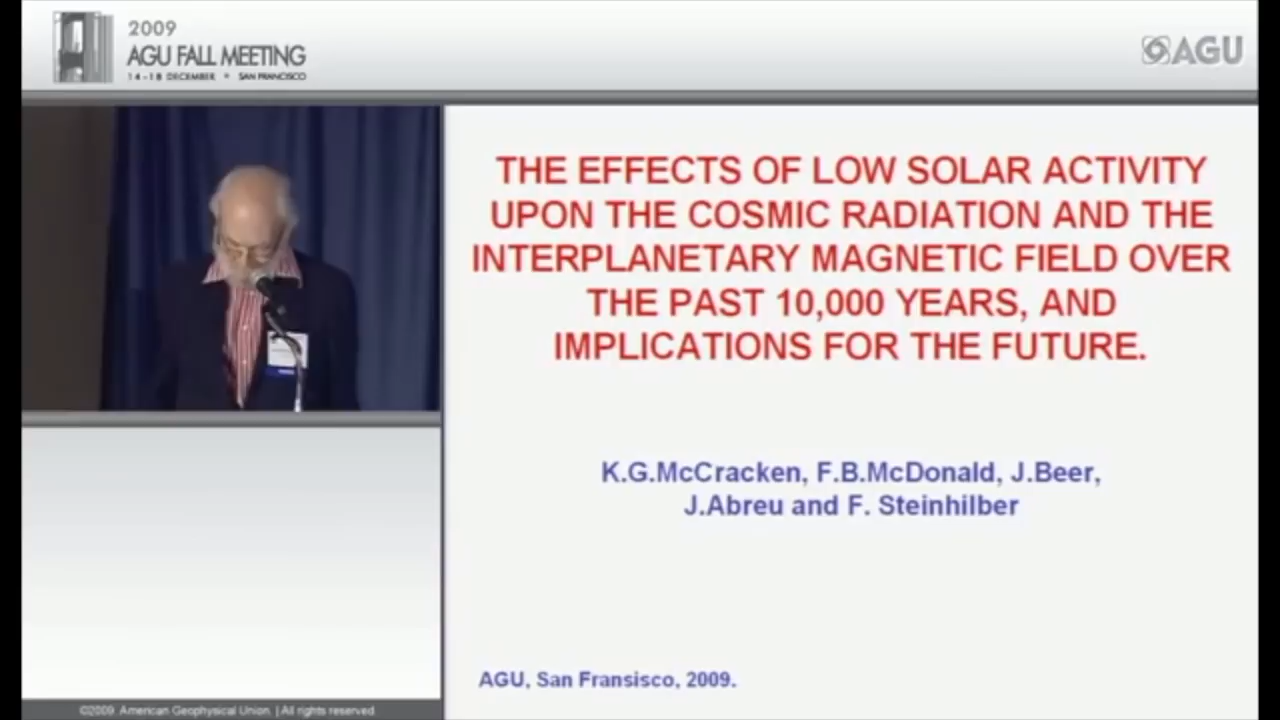 2009
AGU FALL MEETING
14-18 DECEMBER • SAN FRANCISCO
AGU
THE EFFECTS OF LOW SOLAR ACTIVITY
UPON THE COSMIC RADIATION AND THE
INTERPLANETARY MAGNETIC FIELD OVER
THE PAST 10,000 YEARS, AND
IMPLICATIONS FOR THE FUTURE.
K.G.McCracken, F.B.McDonald, J.Beer,
J.Abreu and F. Steinhilber
AGU, San Fransisco, 2009.
©2009. American Geophysical Union. | All rights reserved.